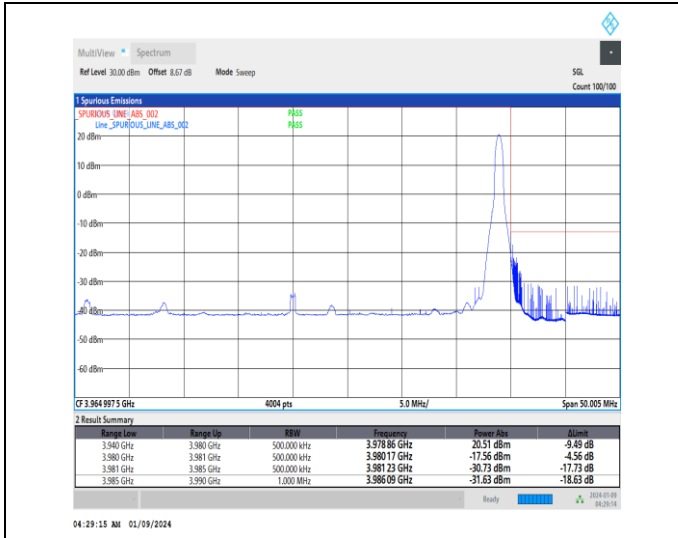 MultiView Spectrum
Ref Level 30.00 dBm Offset 8.67 dB Mode Sweep SGL
Count 100/100
1 Spurious Emissions
_SPURIOUS_LINE_ABS_002 PASS
Line _SPURIOUS_LINE_ABS_002 PASS
20 dBm
10 dBm
0 dBm
-10 dBm
-20 dBm
-30 dBm
-40 dBm
-50 dBm
-60 dBm
CF 3.964 997 5 GHz 4004 pts 5.0 MHz/ Span 50.005 MHz
2 Result Summary
Range Low Range Up RBW Frequency Power Abs ΔLimit
3.940 GHz 3.980 GHz 500.000 kHz 3.978 86 GHz 20.51 dBm -9.49 dB
3.980 GHz 3.981 GHz 500.000 kHz 3.980 17 GHz -17.56 dBm -4.56 dB
3.981 GHz 3.985 GHz 500.000 kHz 3.981 23 GHz -30.73 dBm -17.73 dB
3.985 GHz 3.990 GHz 1.000 MHz 3.986 09 GHz -31.63 dBm -18.63 dB
Ready 2024-01-09
04:29:14
04:29:15 AM 01/09/2024